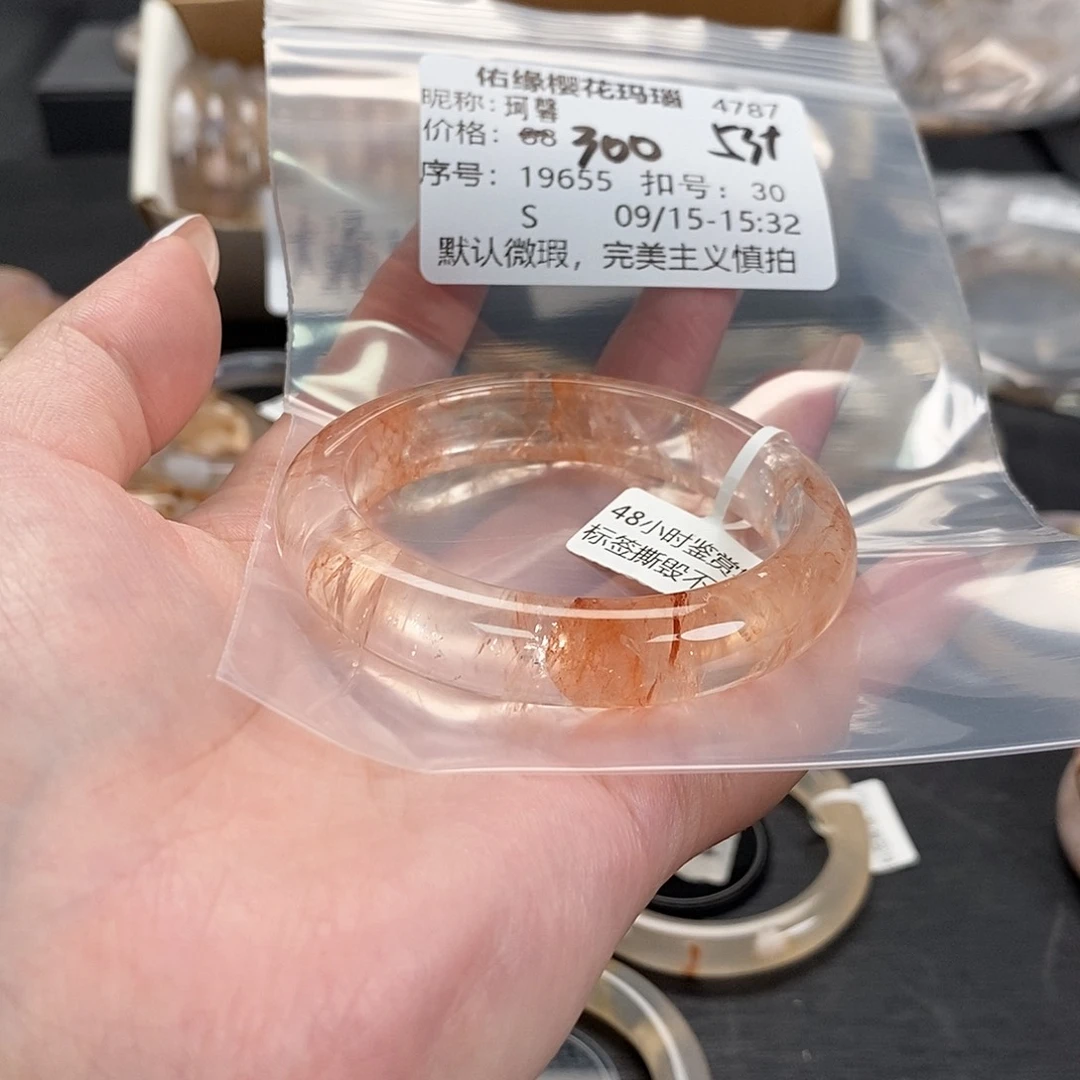 佑缘樱花玛瑙 4787
昵称：珂馨
价格：68 300 53+
序号：19655 扣号：30
S 09/15-15:32
默认微瑕，完美主义慎拍
48小时鉴赏
标签撕毁不